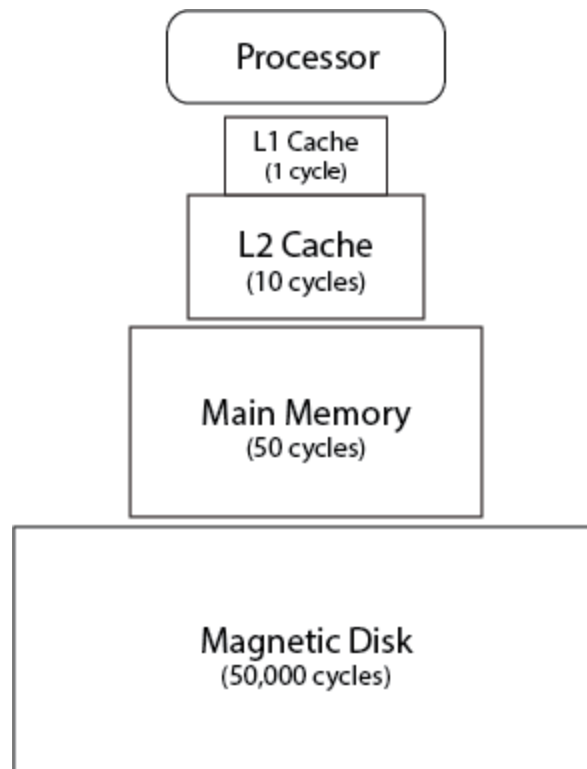 Processor
L1 Cache
(1 cycle)
L2 Cache
(10 cycles)
Main Memory
(50 cycles)
Magnetic Disk
(50,000 cycles)